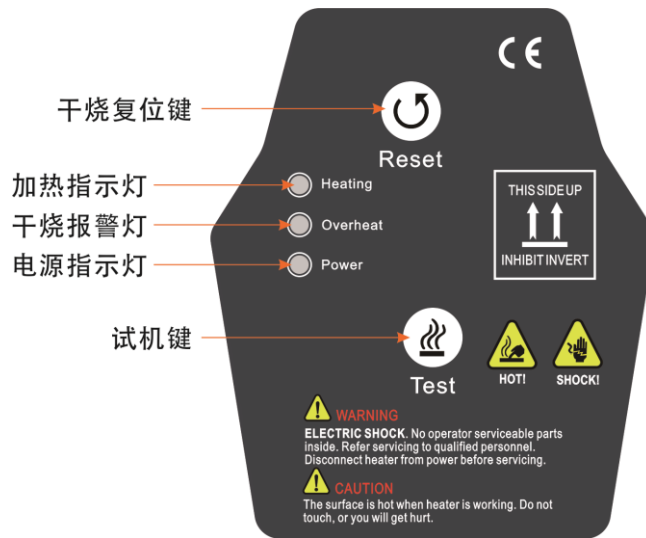 CE
干烧复位键
Reset
加热指示灯
Heating
干烧报警灯
Overheat
电源指示灯
Power
THIS SIDE UP
INHIBIT INVERT
试机键
Test
HOT!
SHOCK!
WARNING
ELECTRIC SHOCK. No operator serviceable parts
inside. Refer servicing to qualified personnel.
Disconnect heater from power before servicing.
CAUTION
The surface is hot when heater is working. Do not
touch, or you will get hurt.